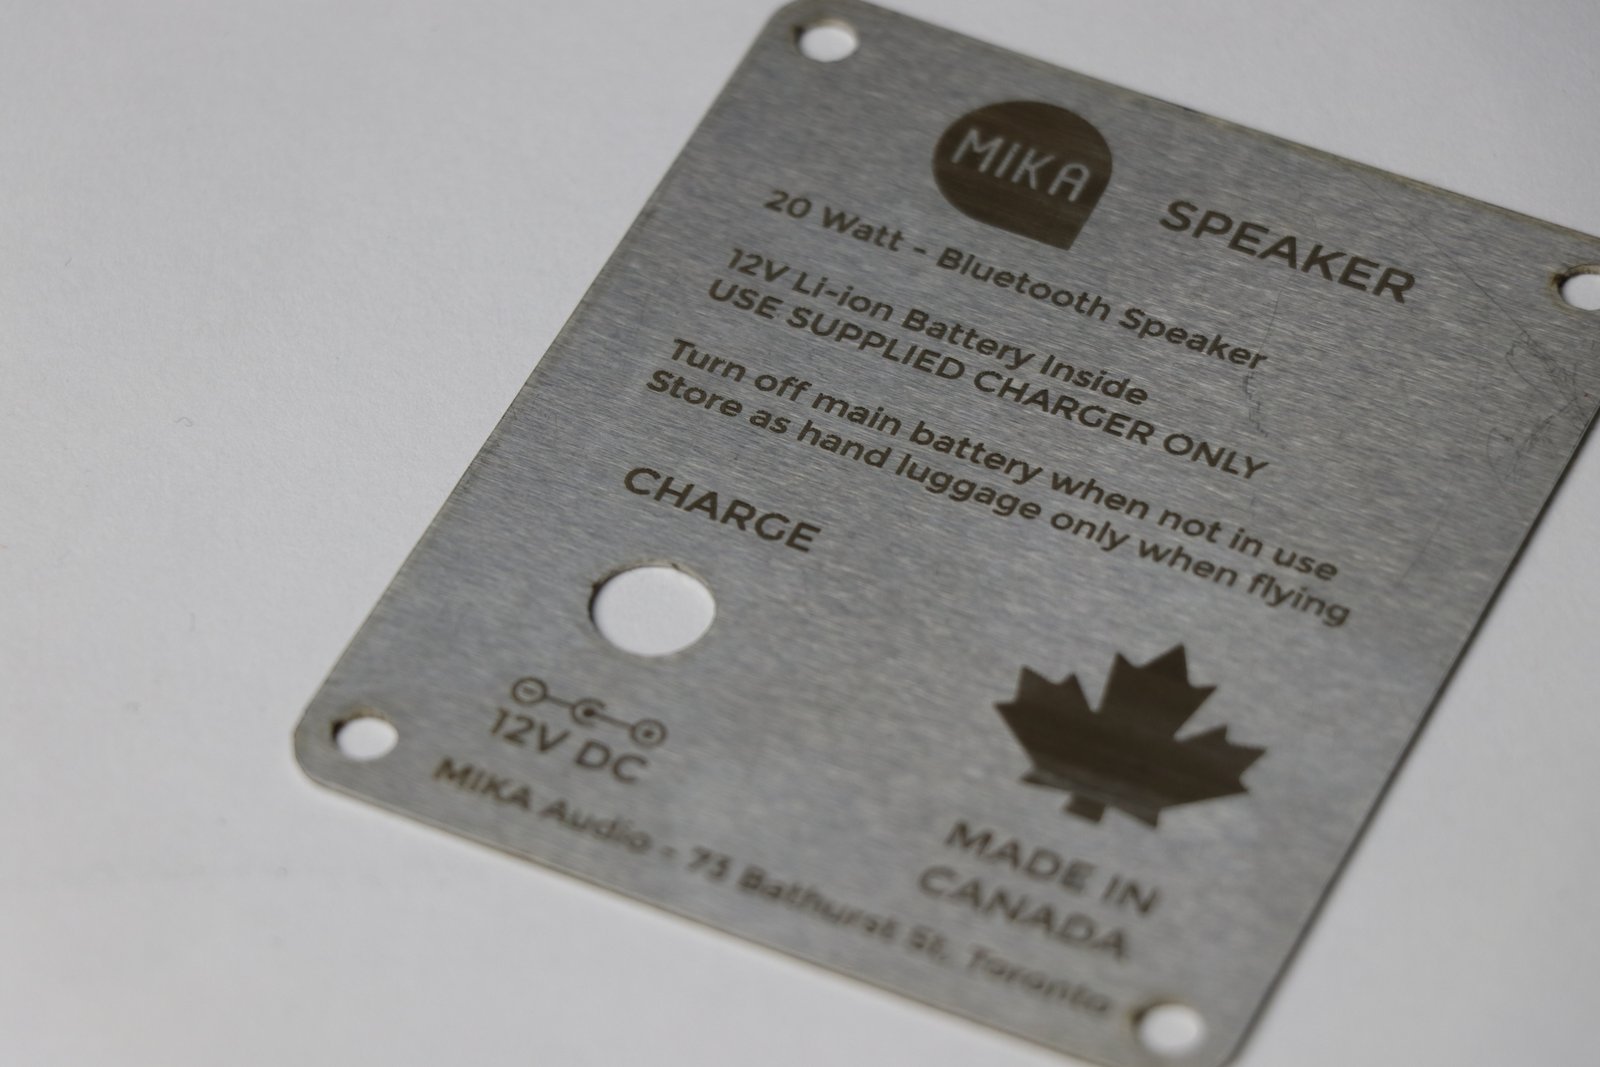 MIKA SPEAKER
20 Watt - Bluetooth Speaker
12V Li-ion Battery Inside
USE SUPPLIED CHARGER ONLY
Turn off main battery when not in use
Store as hand luggage only when flying
CHARGE
12V DC
MADE IN
CANADA
MIKA Audio - 73 Bathurst St, Toronto